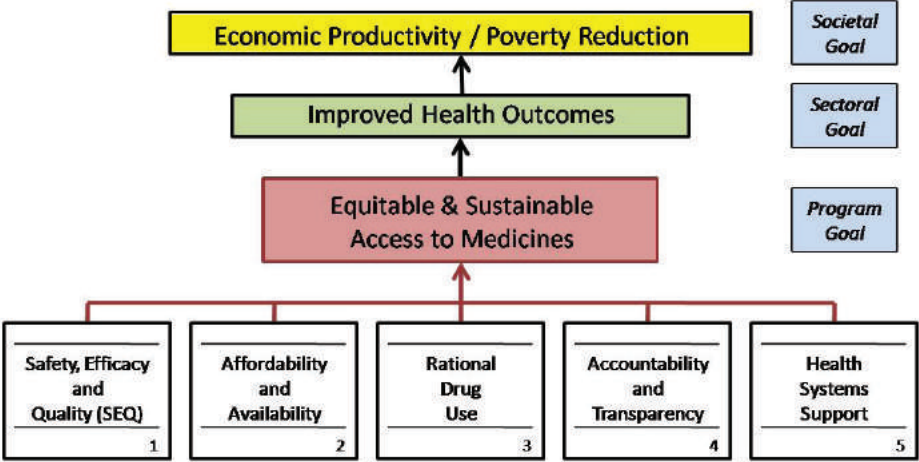 Economic Productivity / Poverty Reduction
Societal
Goal
Improved Health Outcomes
Sectoral
Goal
Equitable & Sustainable
Access to Medicines
Program
Goal
Safety, Efficacy
and
Quality (SEQ)
1
Affordability
and
Availability
2
Rational
Drug
Use
3
Accountability
and
Transparency
4
Health
Systems
Support
5